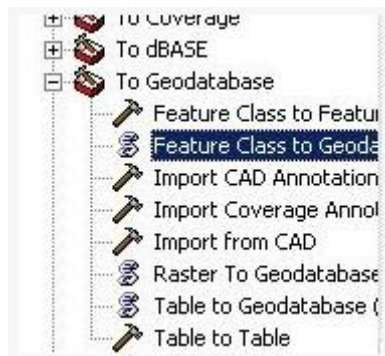 To Coverage
To dBASE
To Geodatabase
Feature Class to Featur
Feature Class to Geoda
Import CAD Annotation
Import Coverage Annot
Import from CAD
Raster To Geodatabase
Table to Geodatabase (
Table to Table